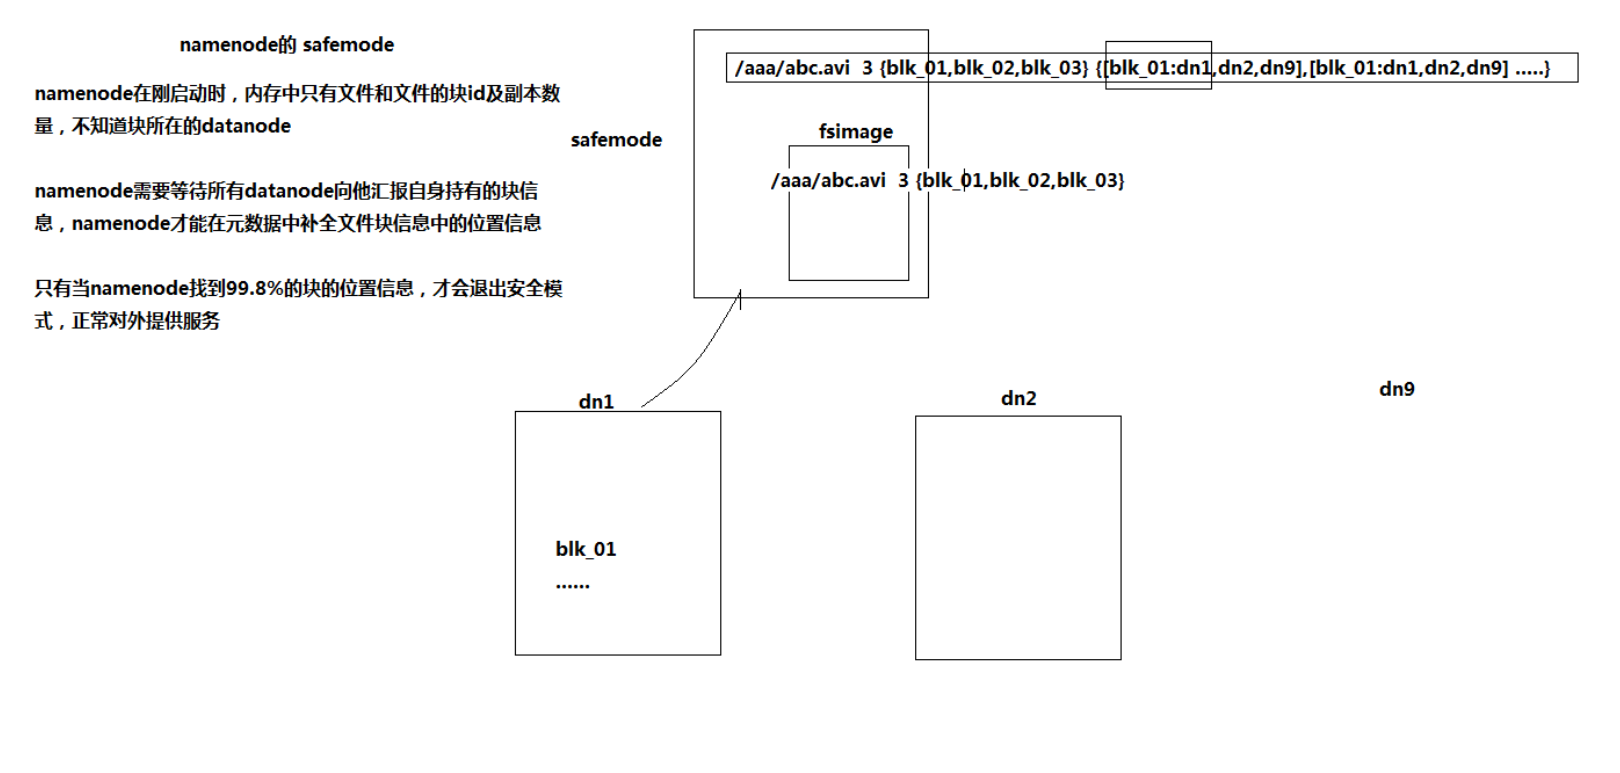 namenode的 safemode
namenode在刚启动时，内存中只有文件和文件的块id及副本数
量，不知道块所在的datanode
namenode需要等待所有datanode向他汇报自身持有的块信
息，namenode才能在元数据中补全文件块信息中的位置信息
只有当namenode找到99.8%的块的位置信息，才会退出安全模
式，正常对外提供服务
safemode
/aaa/abc.avi 3 {blk_01,blk_02,blk_03} {[blk_01:dn1,dn2,dn9],[blk_01:dn1,dn2,dn9] .....}
fsimage
/aaa/abc.avi 3 {blk_01,blk_02,blk_03}
dn1
blk_01
......
dn2
dn9